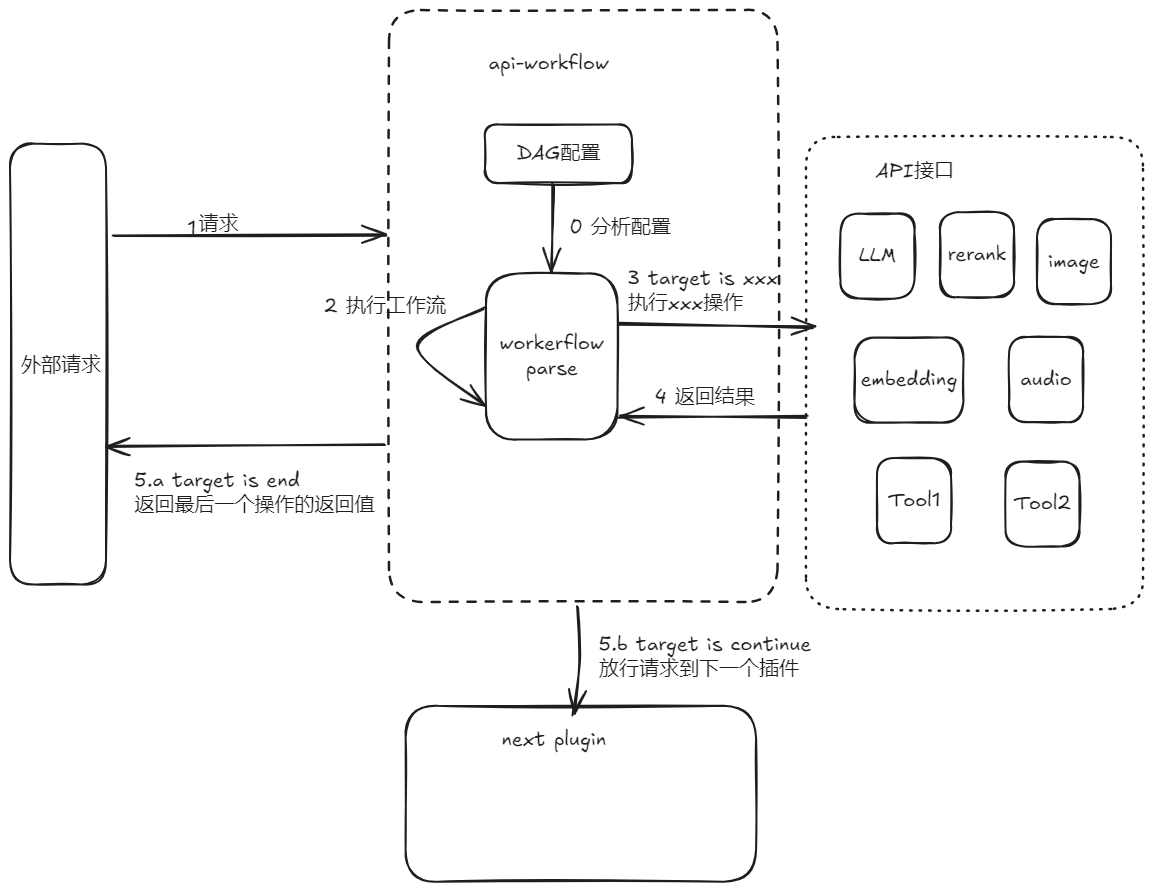 api-workflow
DAG配置
0 分析配置
1请求
2 执行工作流
workerflow
parse
3 target is xxx
执行xxx操作
4 返回结果
外部请求
5.a target is end
返回最后一个操作的返回值
API接口
LLM
rerank
image
embedding
audio
Tool1
Tool2
5.b target is continue
放行请求到下一个插件
next plugin